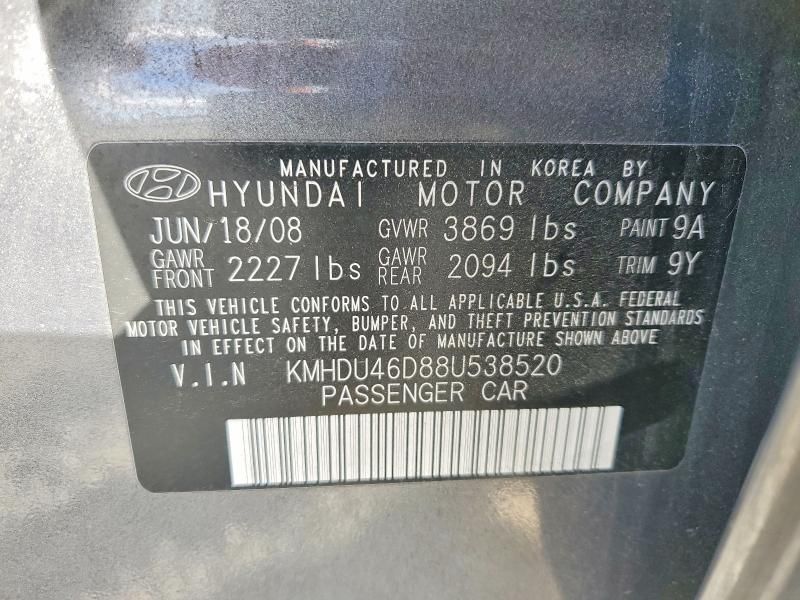 MANUFACTURED IN KOREA BY
HYUNDAI MOTOR COMPANY
JUN/18/08 GVWR 3869 lbs PAINT 9A
GAWR FRONT 2227 lbs GAWR REAR 2094 lbs TRIM 9Y
THIS VEHICLE CONFORMS TO ALL APPLICABLE U.S.A. FEDERAL
MOTOR VEHICLE SAFETY, BUMPER, AND THEFT PREVENTION STANDARDS
IN EFFECT ON THE DATE OF MANUFACTURE SHOWN ABOVE
V.I.N KMHDU46D88U538520
PASSENGER CAR